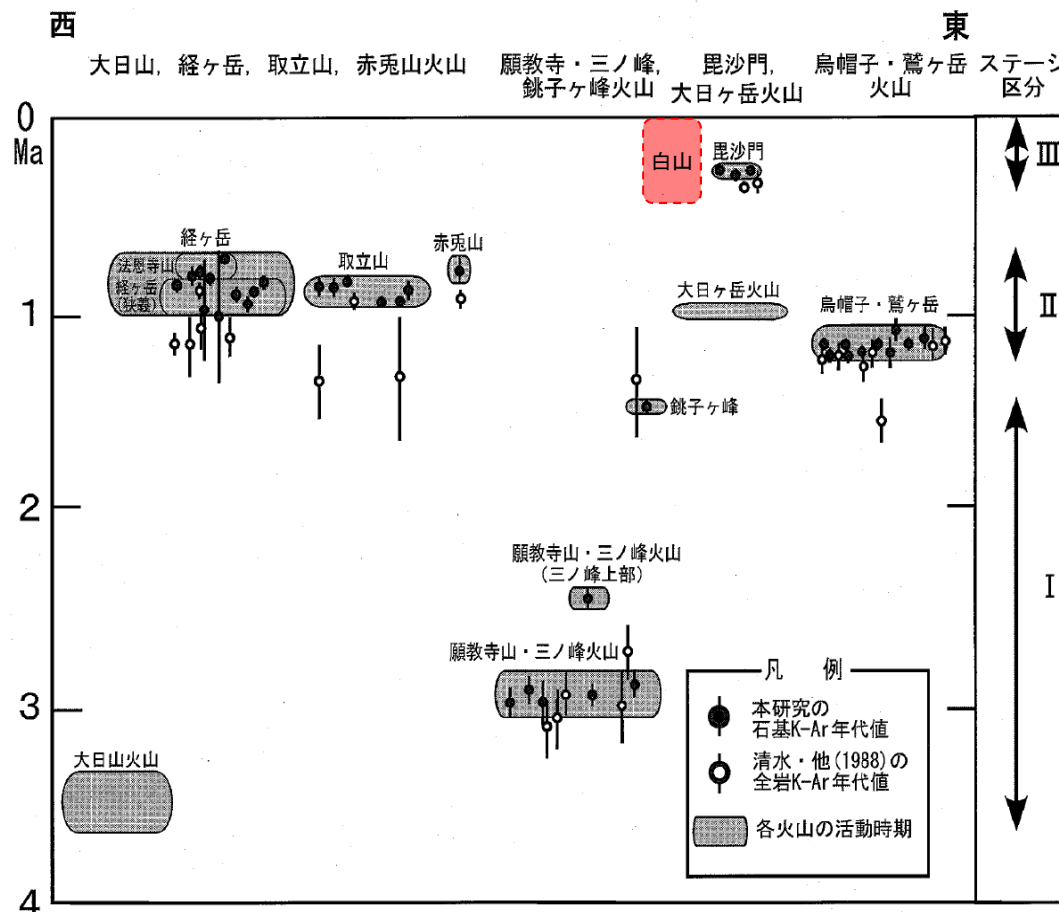 西
東
大日山, 経ヶ岳, 取立山, 赤兎山火山
願教寺・三ノ峰,
銚子ヶ峰火山
毘沙門,
大日ヶ岳火山
烏帽子・鷲ヶ岳
火山
ステージ
区分
0
Ma
白山
毘沙門
III
経ヶ岳
法恩寺山
経ヶ岳
(狭義)
取立山
赤兎山
大日ヶ岳火山
烏帽子・鷲ヶ岳
II
1
銚子ヶ峰
2
願教寺山・三ノ峰火山
(三ノ峰上部)
I
願教寺山・三ノ峰火山
3
大日山火山
凡 例
本研究の
石基K-Ar年代値
清水・他(1988)の
全岩K-Ar年代値
各火山の活動時期
4